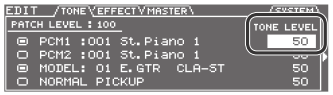 EDIT TONE EFFECT MASTER SYSTEM
PATCH LEVEL : 100 TONE LEVEL
PCM1 :001 St.Piano 1 50
PCM2 :001 St.Piano 1 50
MODEL: 01 E.GTR CLA-ST 50
NORMAL PICKUP 50